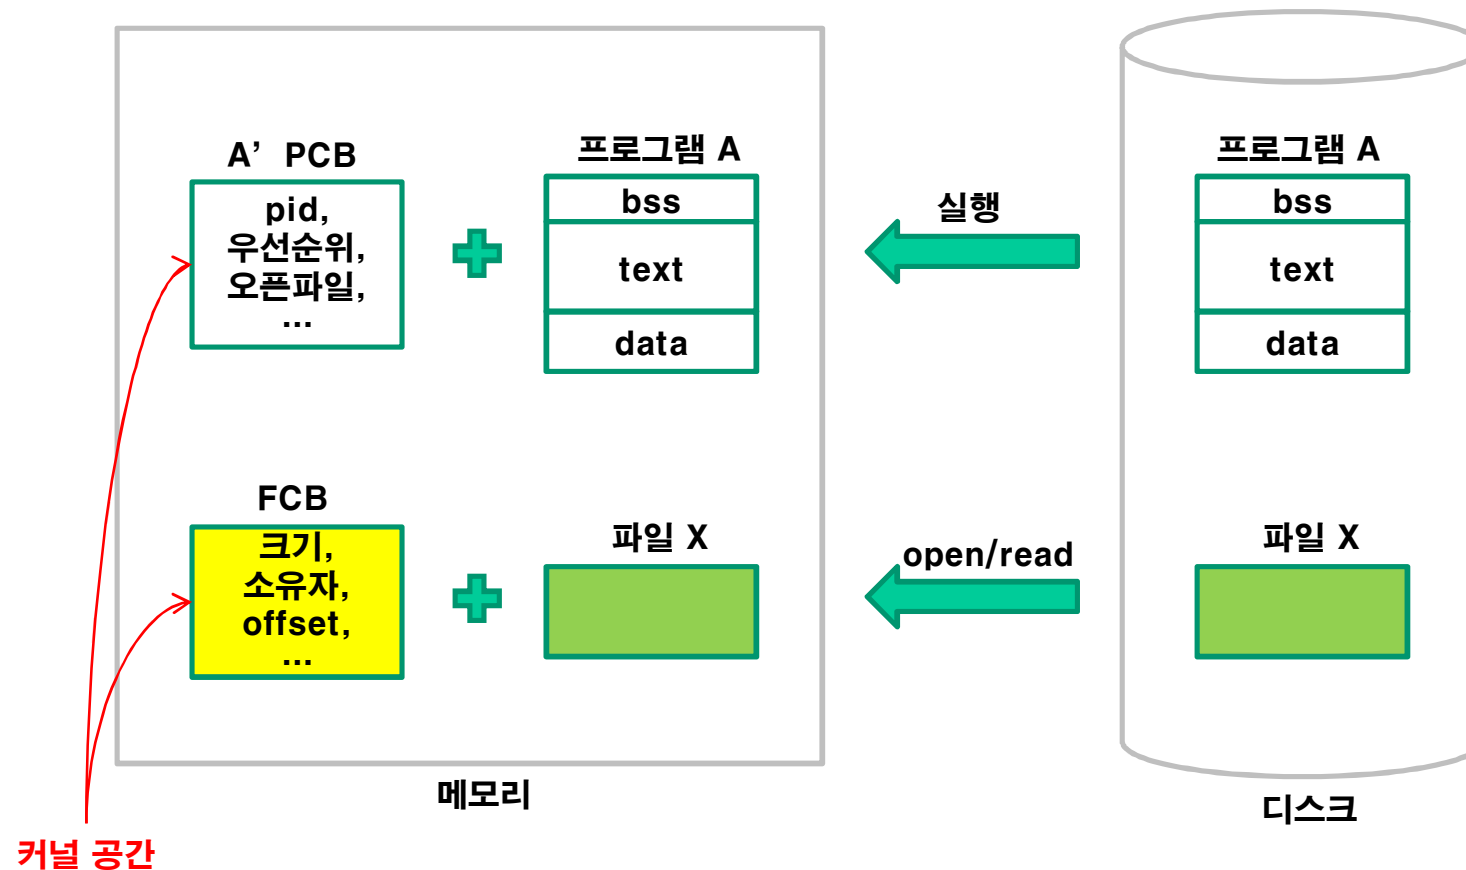 A’ PCB
pid,
우선순위,
오픈파일,
...
프로그램 A
bss
text
data
실행
프로그램 A
bss
text
data
FCB
크기,
소유자,
offset,
...
파일 X
open/read
파일 X
메모리
디스크
커널 공간